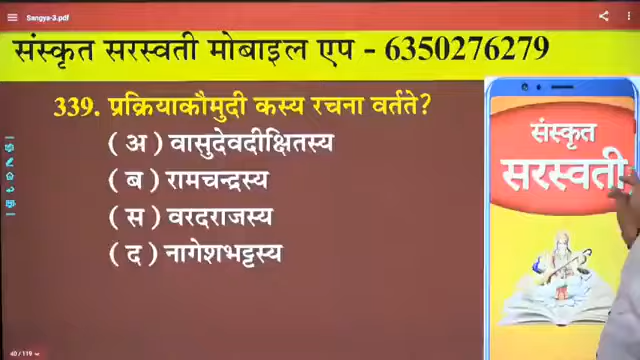 Sangya-3.pdf
संस्कृत सरस्वती मोबाइल एप - 6350276279
339. प्रक्रियाकौमुदी कस्य रचना वर्तते?
( अ ) वासुदेवदीक्षितस्य
( ब ) रामचन्द्रस्य
( स ) वरदराजस्य
( द ) नागेशभट्टस्य
संस्कृत
सरस्वती
40 / 119